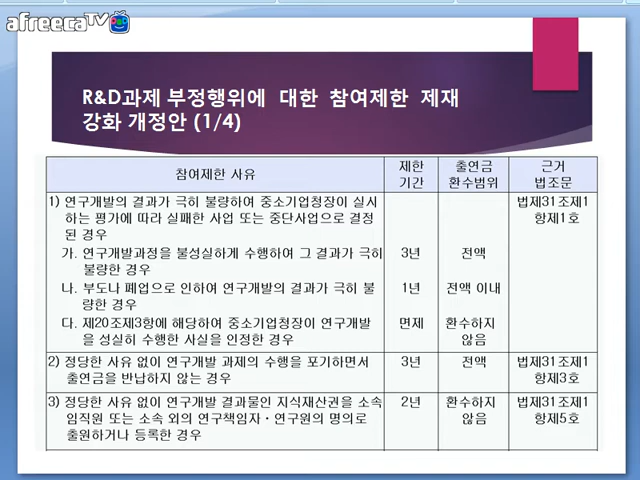 afreecaTV
R&D과제 부정행위에 대한 참여제한 제재
강화 개정안 (1/4)
참여제한 사유
제한
기간
출연금
환수범위
근거
법조문
1) 연구개발의 결과가 극히 불량하여 중소기업청장이 실시
하는 평가에 따라 실패한 사업 또는 중단사업으로 결정
된 경우
법제31조제1
항제1호
가. 연구개발과정을 불성실하게 수행하여 그 결과가 극히
불량한 경우
3년
전액
나. 부도나 폐업으로 인하여 연구개발의 결과가 극히 불
량한 경우
1년
전액 이내
다. 제20조제3항에 해당하여 중소기업청장이 연구개발
을 성실히 수행한 사실을 인정한 경우
면제
환수하지
않음
2) 정당한 사유 없이 연구개발 과제의 수행을 포기하면서
출연금을 반납하지 않는 경우
3년
전액
법제31조제1
항제3호
3) 정당한 사유 없이 연구개발 결과물인 지식재산권을 소속
임직원 또는 소속 외의 연구책임자・연구원의 명의로
출원하거나 등록한 경우
2년
환수하지
않음
법제31조제1
항제5호